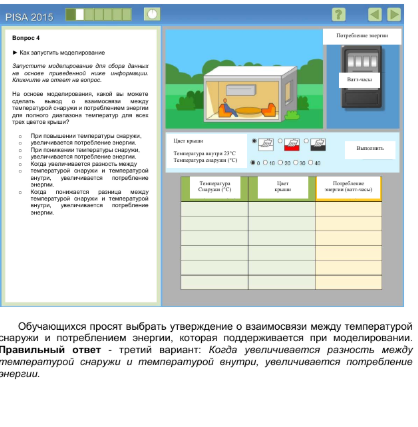 PISA 2015
?
Вопрос 4
► Как запустить моделирование
Запустите моделирование для сбора данных
на основе приведенной ниже информации.
Кликните на ответ на вопрос.
На основе моделирования, какой вы можете
сделать вывод о взаимосвязи между
температурой снаружи и потреблением энергии
для полного диапазона температур для всех
трех цветов крыши?
○ При повышении температуры снаружи,
○ увеличивается потребление энергии.
○ При понижении температуры снаружи,
○ увеличивается потребление энергии.
○ Когда увеличивается разность между
○ температурой снаружи и температурой
внутри, увеличивается потребление
энергии.
○ Когда понижается разница между
температурой снаружи и температурой
внутри, увеличивается потребление
энергии.
Потребление энергии
Ватт-часы
Цвет крыши
Температура внутри 23°C
Температура снаружи (°C)
0 10 20 30 40
Выполнить
Температура
Снаружи (°C)
Цвет
крыши
Потребление
энергии (ватт-часы)
Обучающихся просят выбрать утверждение о взаимосвязи между температурой
снаружи и потреблением энергии, которая поддерживается при моделировании.
Правильный ответ - третий вариант: Когда увеличивается разность между
температурой снаружи и температурой внутри, увеличивается потребление
энергии.